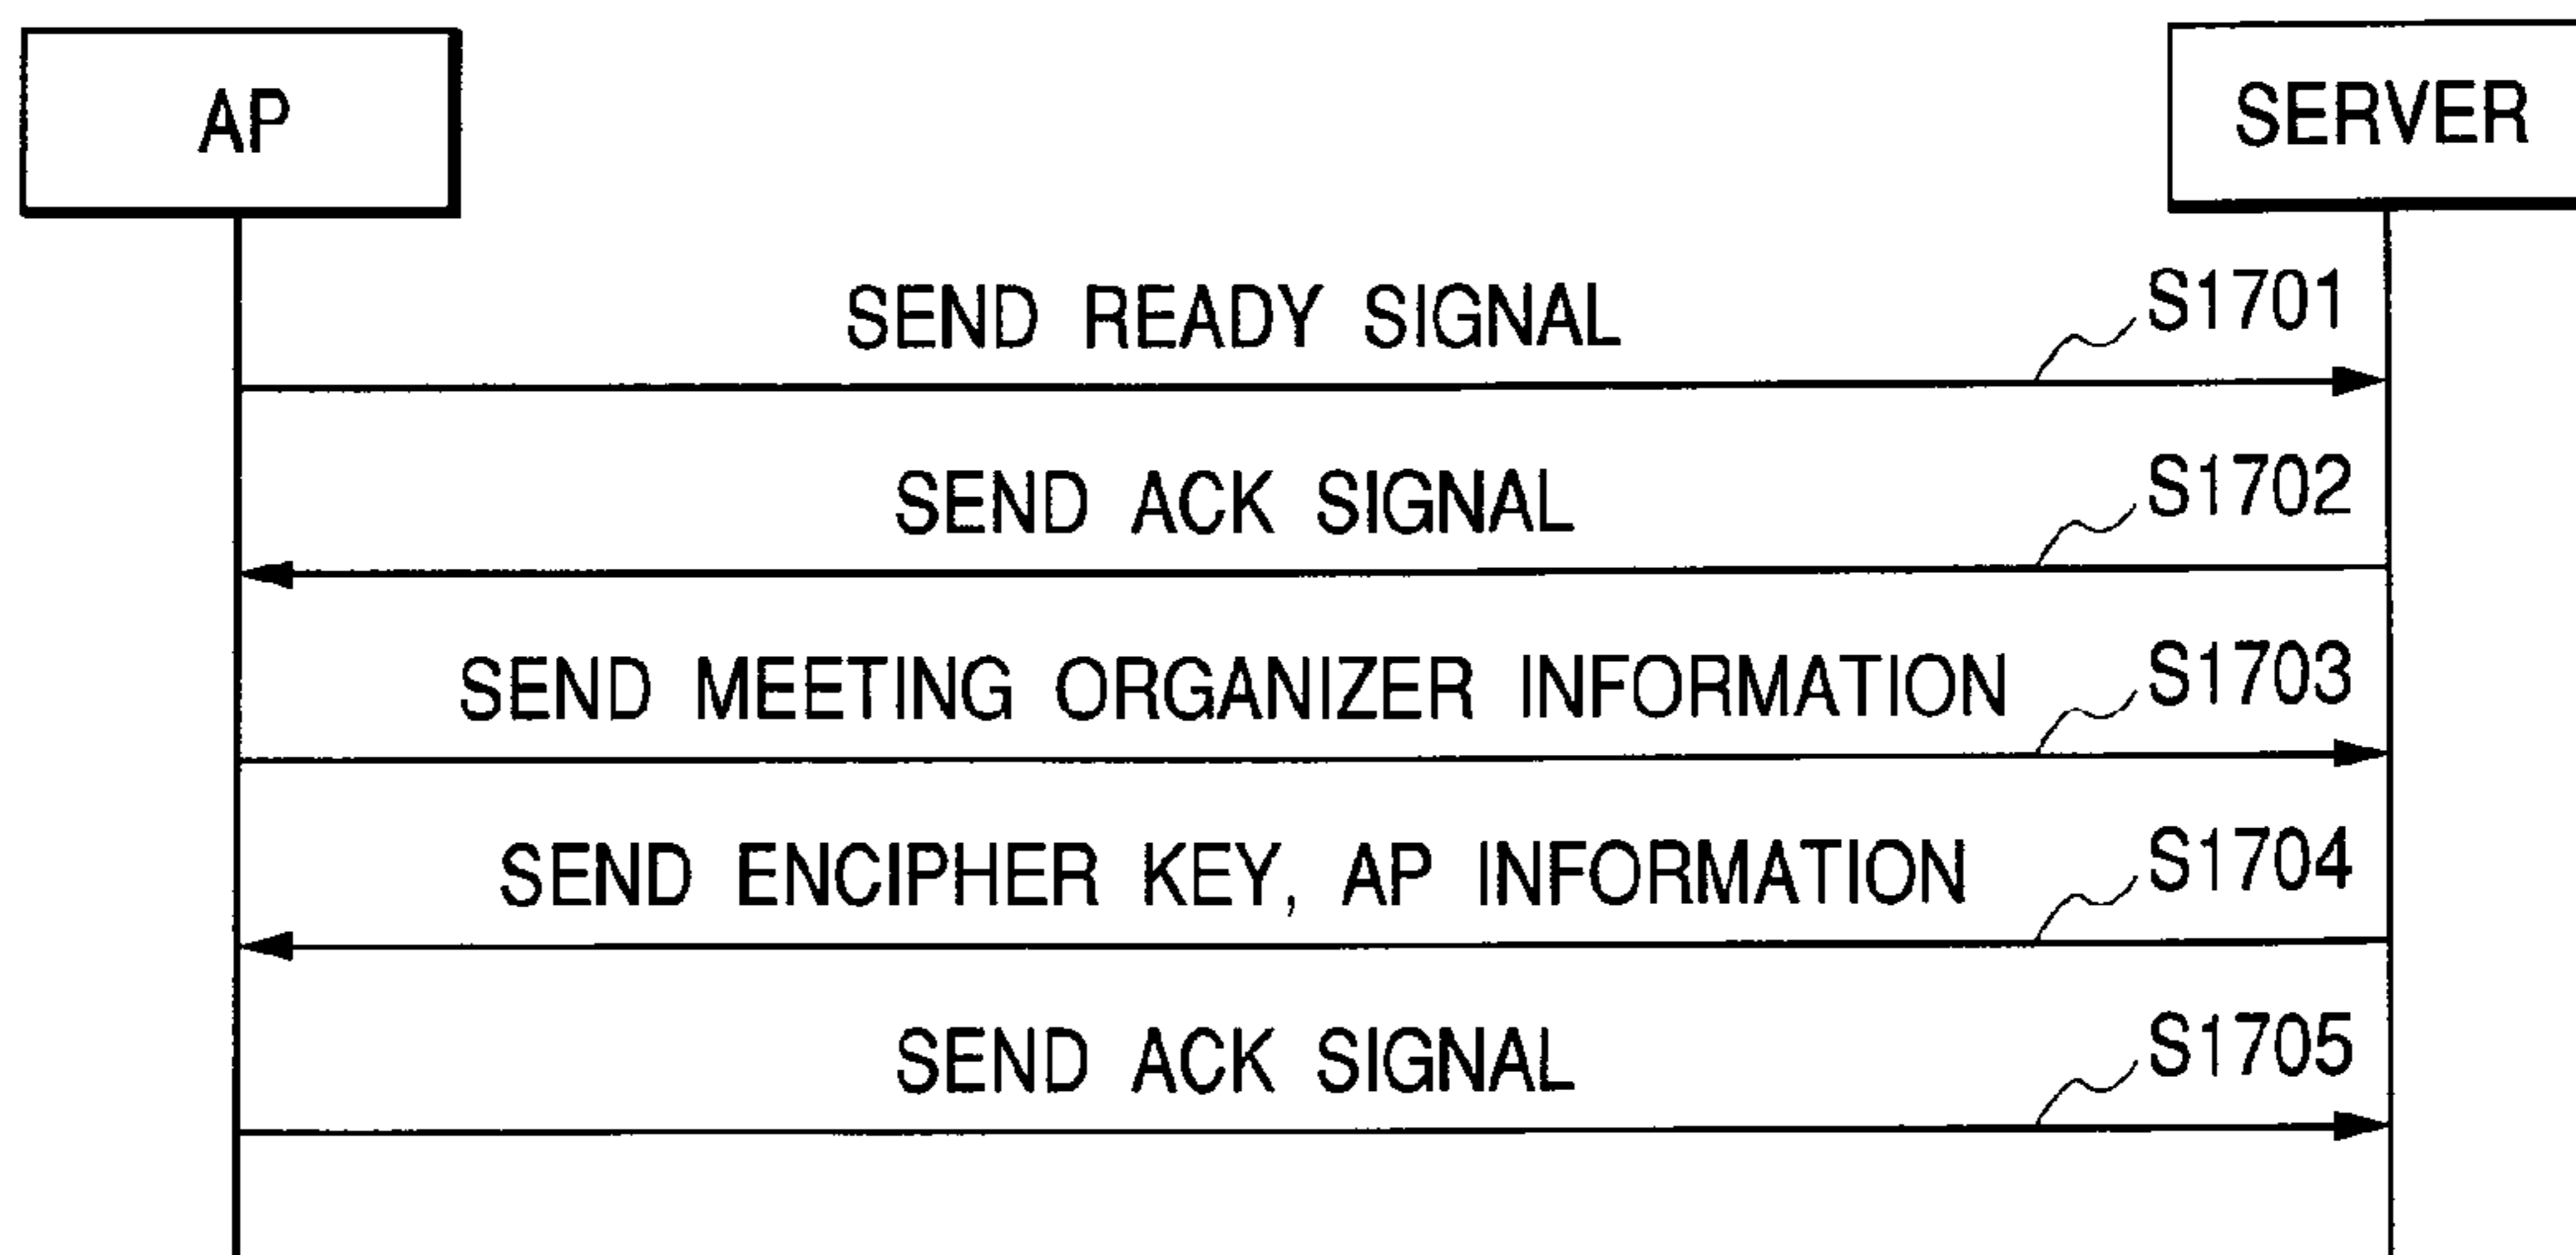 AP
SERVER
SEND READY SIGNAL
S1701
SEND ACK SIGNAL
S1702
SEND MEETING ORGANIZER INFORMATION
S1703
SEND ENCIPHER KEY, AP INFORMATION
S1704
SEND ACK SIGNAL
S1705